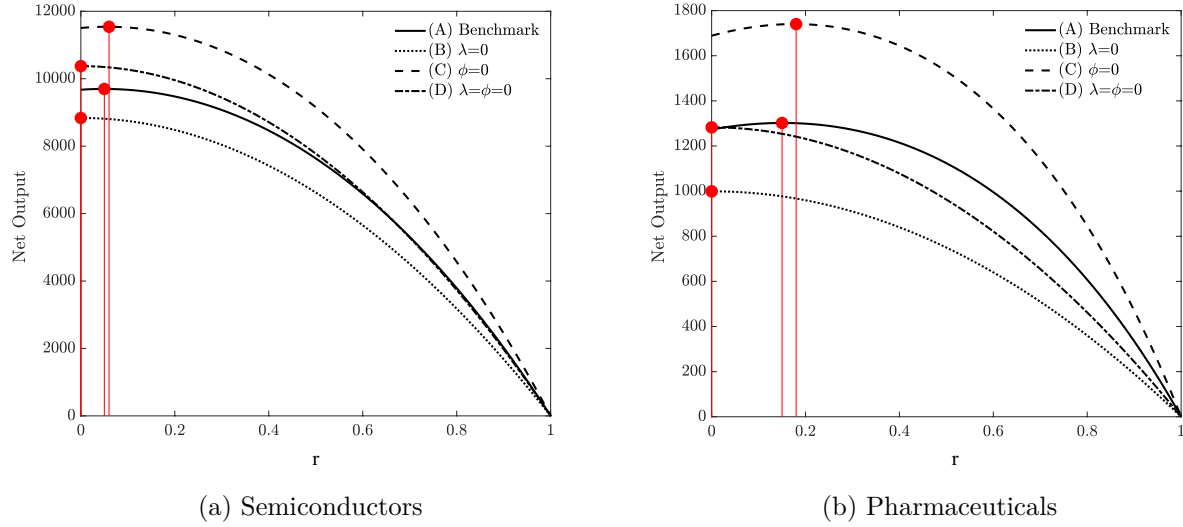 12000
10000
8000
6000
4000
2000
0
Net Output
0
0.2
0.4
0.6
0.8
1
r
(A) Benchmark
(B) λ=0
(C) ϕ=0
(D) λ=ϕ=0
(a) Semiconductors
1800
1600
1400
1200
1000
800
600
400
200
0
Net Output
0
0.2
0.4
0.6
0.8
1
r
(A) Benchmark
(B) λ=0
(C) ϕ=0
(D) λ=ϕ=0
(b) Pharmaceuticals